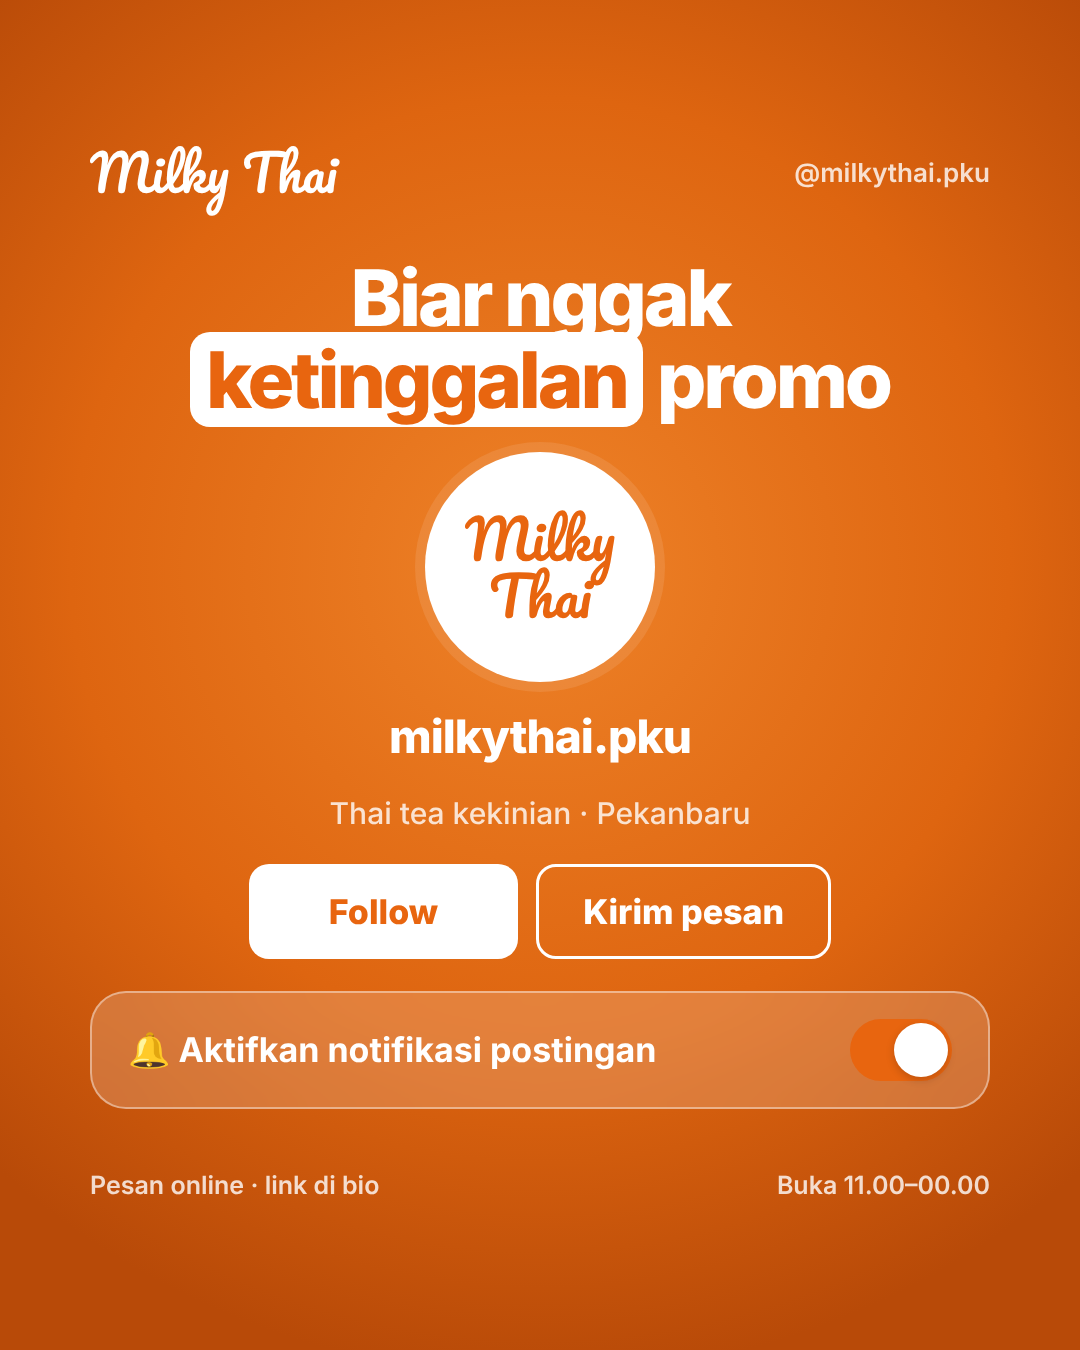 Milky Thai
@milkythai.pku
Biar nggak
ketinggalan promo
Milky
Thai
milkythai.pku
Thai tea kekinian · Pekanbaru
Follow
Kirim pesan
🔔 Aktifkan notifikasi postingan
Pesan online · link di bio
Buka 11.00–00.00